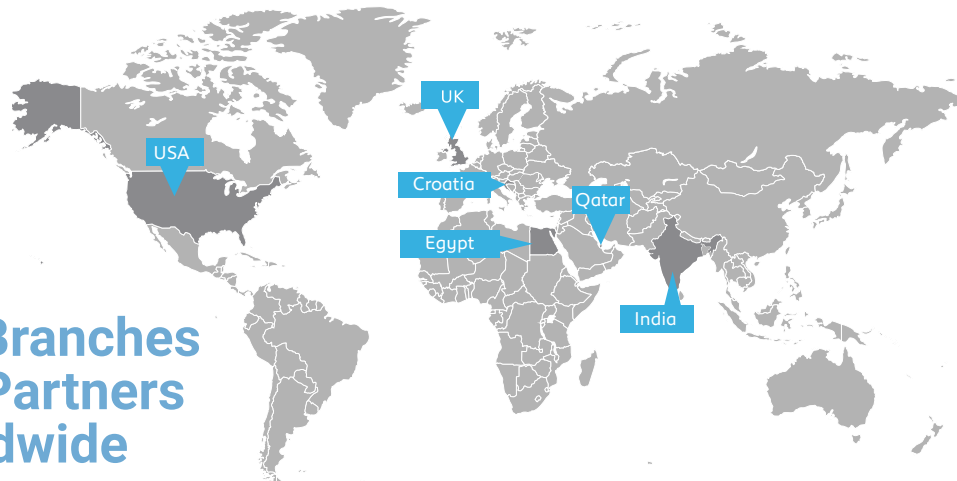 UK
USA
Croatia
Qatar
Egypt
India
Branches
Partners
dwide